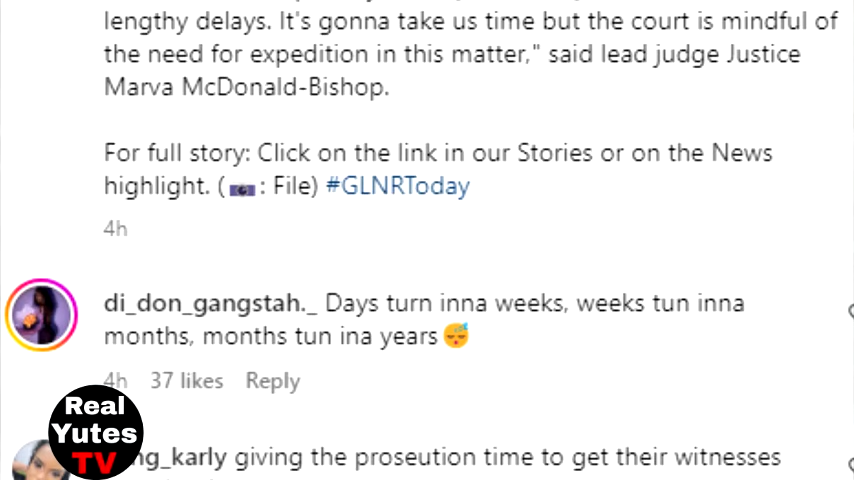 lengthy delays. It's gonna take us time but the court is mindful of
the need for expedition in this matter," said lead judge Justice
Marva McDonald-Bishop.
For full story: Click on the link in our Stories or on the News
highlight. (📷: File) #GLNRToday
4h
di_don_gangstah._ Days turn inna weeks, weeks tun inna
months, months tun ina years 😴
4h 37 likes Reply
Real
Yutes
TV
ng_karly giving the proseution time to get their witnesses